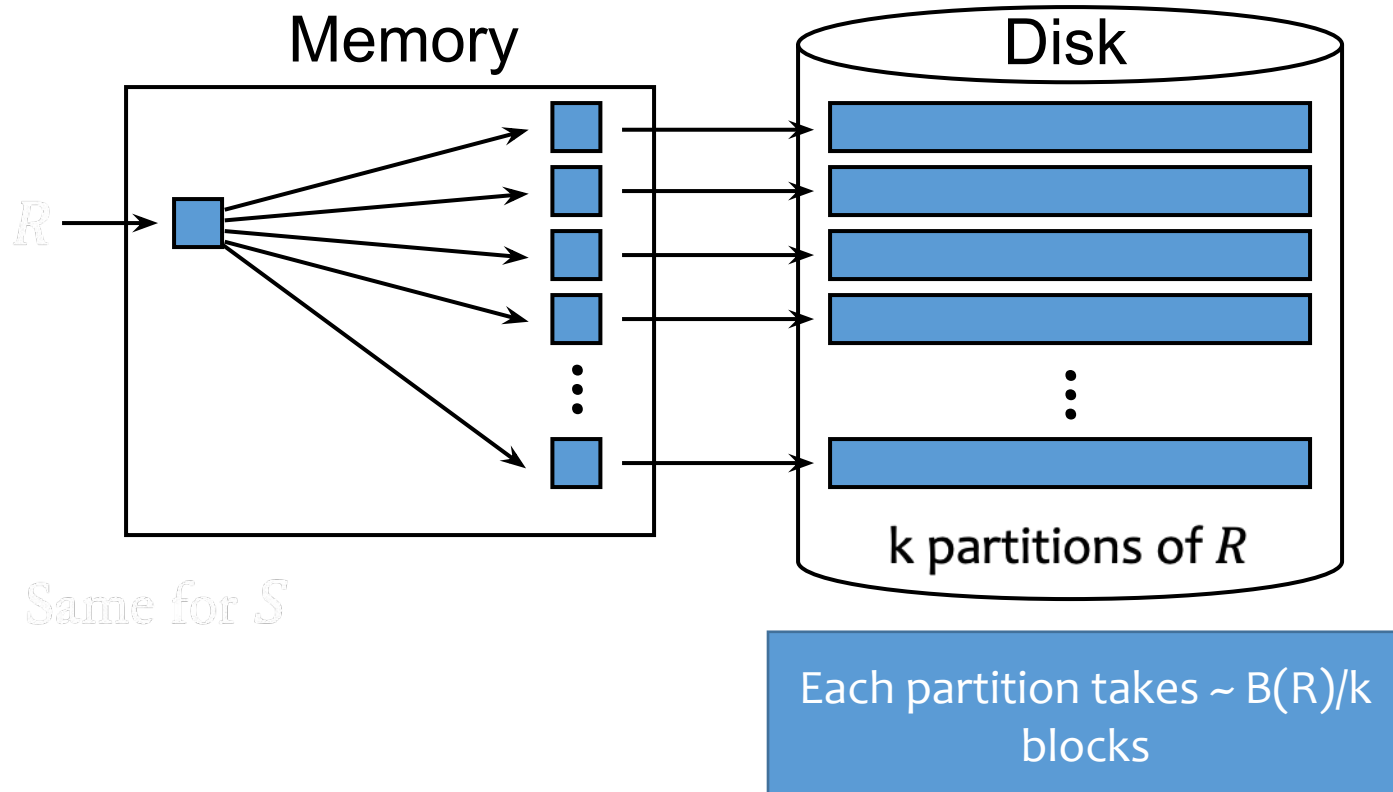 Memory
Disk
R
k partitions of R
Same for S
Each partition takes ~ B(R)/k
blocks